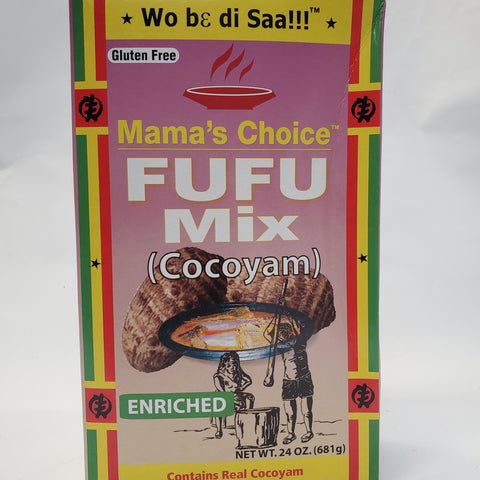 Wo bɛ di Saa!!!™
Gluten Free
Mama's Choice™
FUFU
Mix
(Cocoyam)
ENRICHED
NET WT. 24 OZ. (681g)
Contains Real Cocoyam